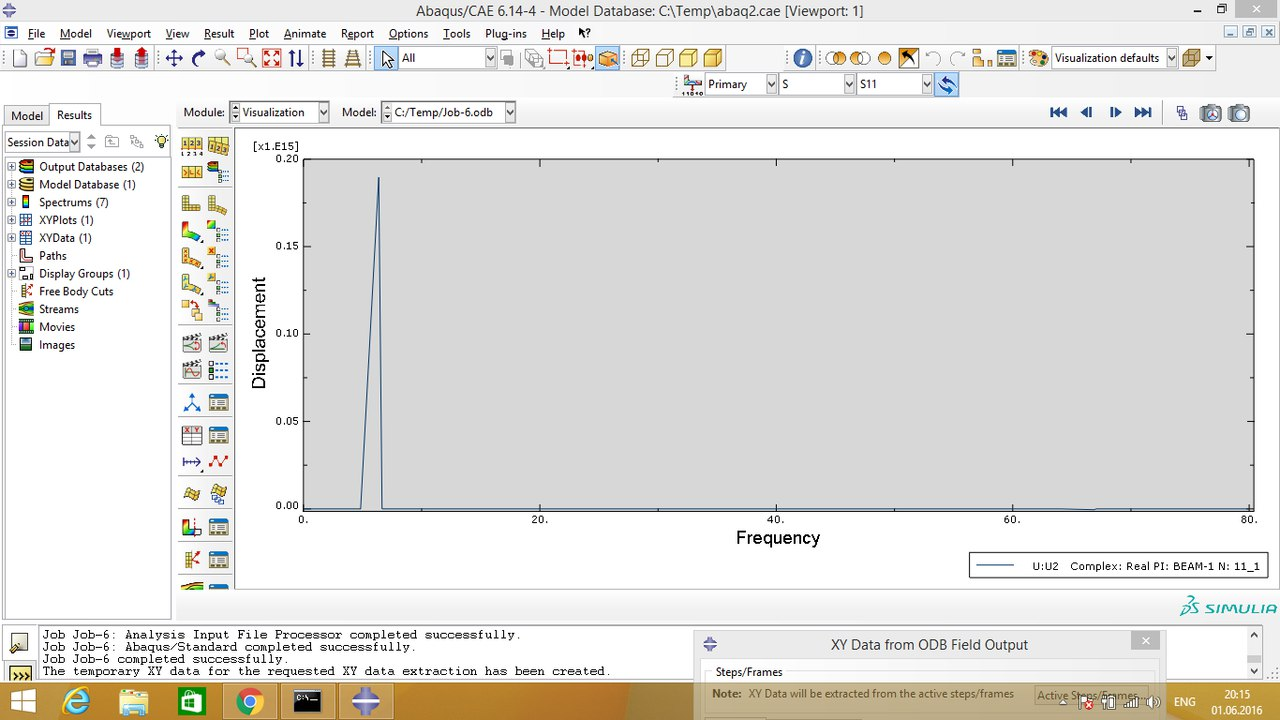 Abaqus/CAE 6.14-4 - Model Database: C:\Temp\abaq2.cae [Viewport: 1]
File Model Viewport View Result Plot Animate Report Options Tools Plug-ins Help
All Visualization defaults
Primary S S11
Model Results Module: Visualization Model: C:/Temp/Job-6.odb
Session Data
Output Databases (2)
Model Database (1)
Spectrums (7)
XYPlots (1)
XYData (1)
Paths
Display Groups (1)
Free Body Cuts
Streams
Movies
Images
[x1.E15]
0.20
0.15
0.10
0.05
0.00
Displacement
0. 20. 40. 60. 80.
Frequency
U:U2 Complex: Real PI: BEAM-1 N: 11_1
SIMULIA
Job Job-6: Analysis Input File Processor completed successfully.
Job Job-6: Abaqus/Standard completed successfully.
Job Job-6 completed successfully.
The temporary XY data for the requested XY data extraction has been created.
XY Data from ODB Field Output
Steps/Frames
Note: XY Data will be extracted from the active steps/frames
Active Steps/Frames...
ENG
20:15
01.06.2016